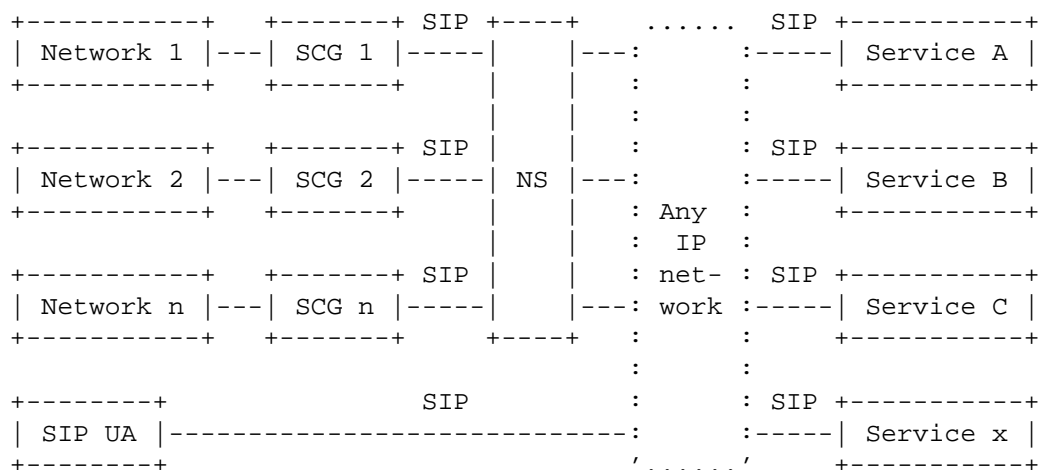 SIP SIP
Network 1 SCG 1 Service A
SIP SIP
Network 2 SCG 2 NS Service B
Any
IP
SIP net- SIP
Network n SCG n work Service C
SIP SIP
SIP UA Service x